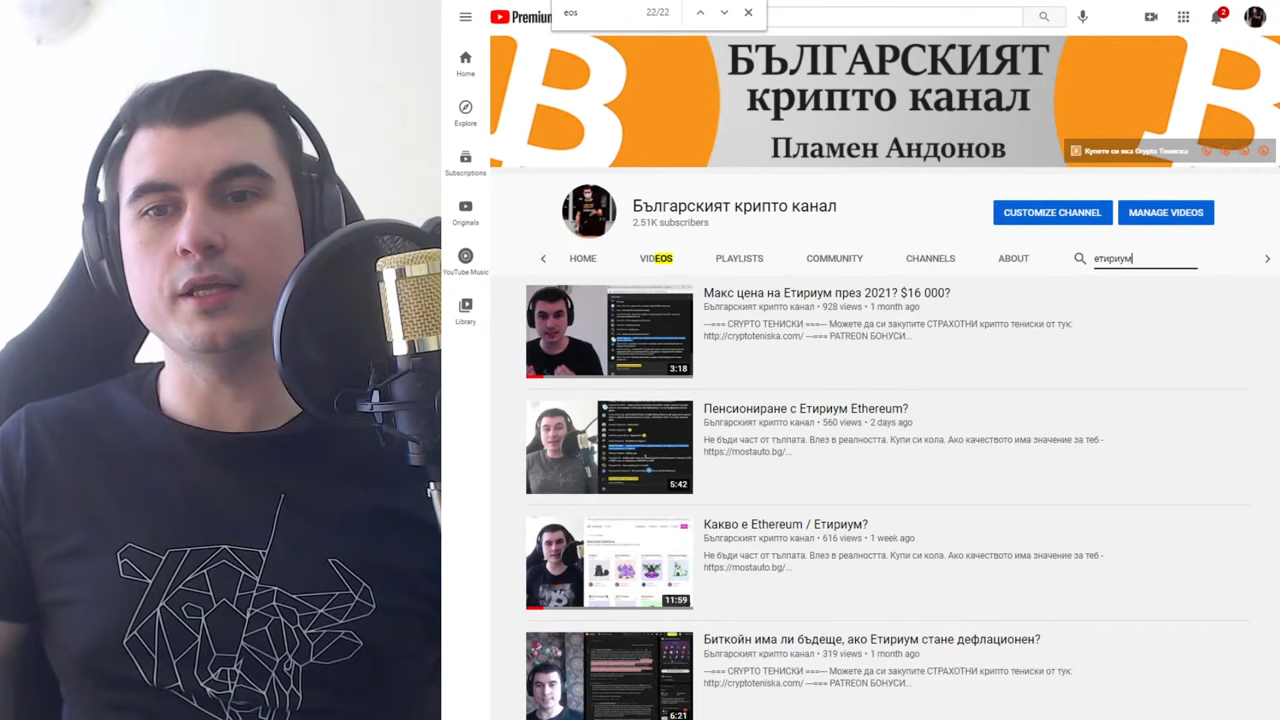 eos
22/22
Premium
2
Home
Explore
Subscriptions
Originals
YouTube Music
Library
БЪЛГАРСКИЯТ
крипто канал
Пламен Андонов
Купете си яка Crypto Тениска
Българският крипто канал
2.51K subscribers
CUSTOMIZE CHANNEL
MANAGE VIDEOS
HOME
VIDEOS
PLAYLISTS
COMMUNITY
CHANNELS
ABOUT
етириум
Макс цена на Етириум през 2021? $16 000?
Българският крипто канал • 928 views • 1 month ago
---=== CRYPTO ТЕНИСКИ ===--- Можете да си закупите СТРАХОТНИ крипто тениски от тук:
http://cryptoteniska.com/ ---=== PATREON БОНУСИ...
3:18
Пенсиониране с Етириум Ethereum?
Българският крипто канал • 560 views • 2 days ago
Не бъди част от тълпата. Влез в реалността. Купи си кола. Ако качеството има значение за теб -
https://mostauto.bg/...
5:42
Какво е Ethereum / Етириум?
Българският крипто канал • 616 views • 1 week ago
Не бъди част от тълпата. Влез в реалността. Купи си кола. Ако качеството има значение за теб -
https://mostauto.bg/...
11:59
Биткойн има ли бъдеще, ако Етириум стане дефлационен?
Българският крипто канал • 319 views • 1 month ago
---=== CRYPTO ТЕНИСКИ ===--- Можете да си закупите СТРАХОТНИ крипто тениски от тук:
http://cryptoteniska.com/ ---=== PATREON БОНУСИ...
6:21